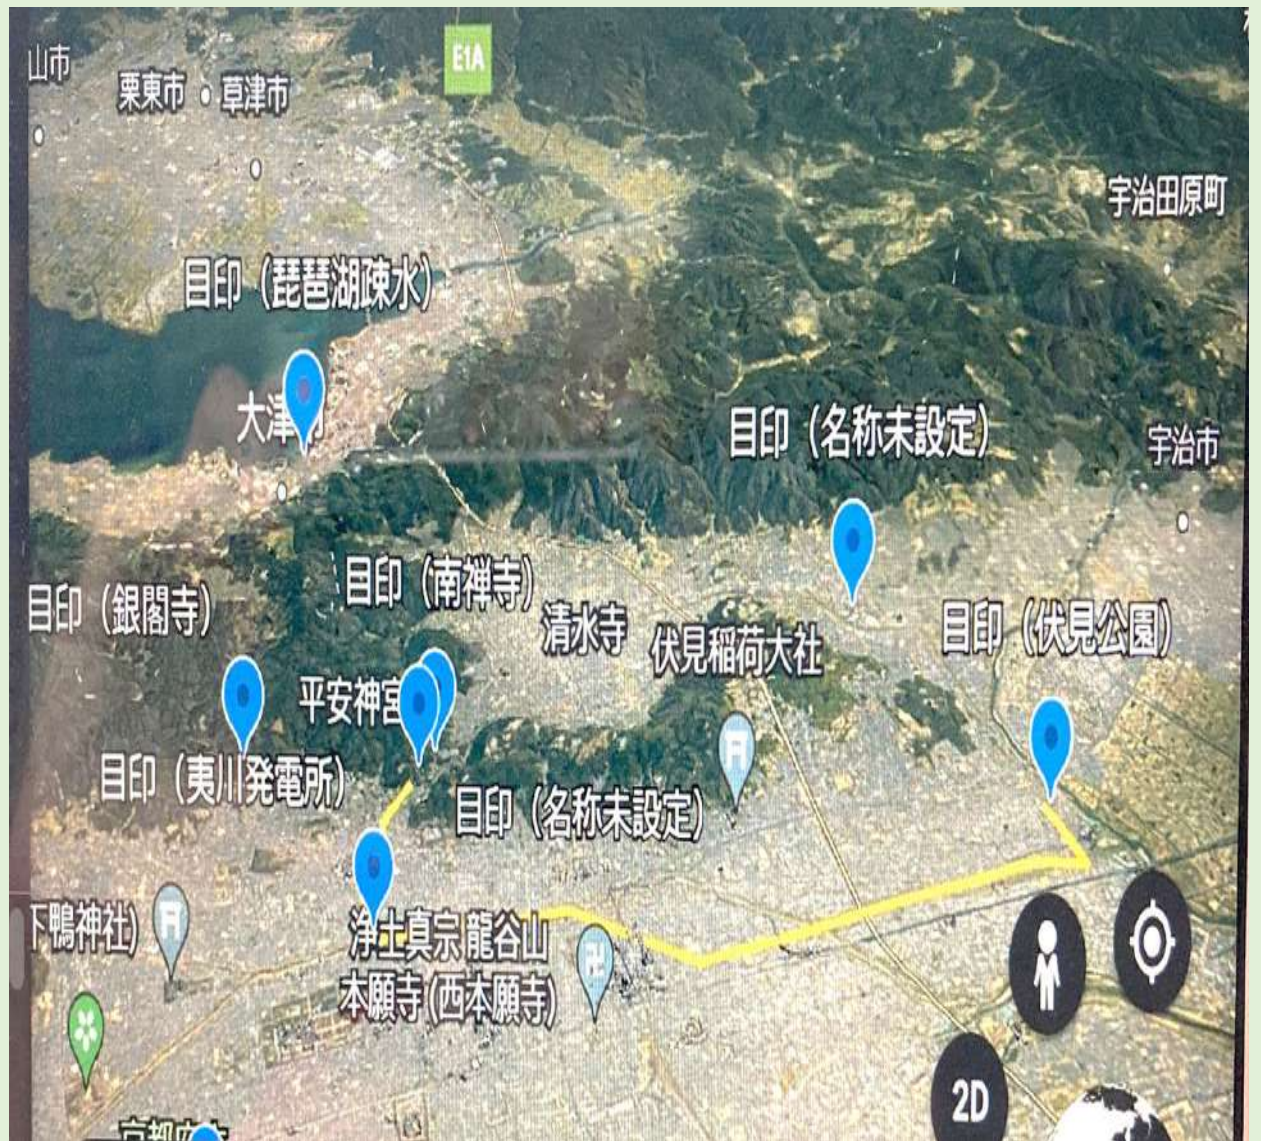 山市
栗東市
草津市
E1A
宇治田原町
目印（琵琶湖疎水）
大津市
目印（名称未設定）
宇治市
目印（銀閣寺）
目印（南禅寺）
清水寺
伏見稲荷大社
目印（伏見公園）
平安神宮
目印（夷川発電所）
目印（名称未設定）
下鴨神社)
浄土真宗 龍谷山
本願寺(西本願寺)
2D